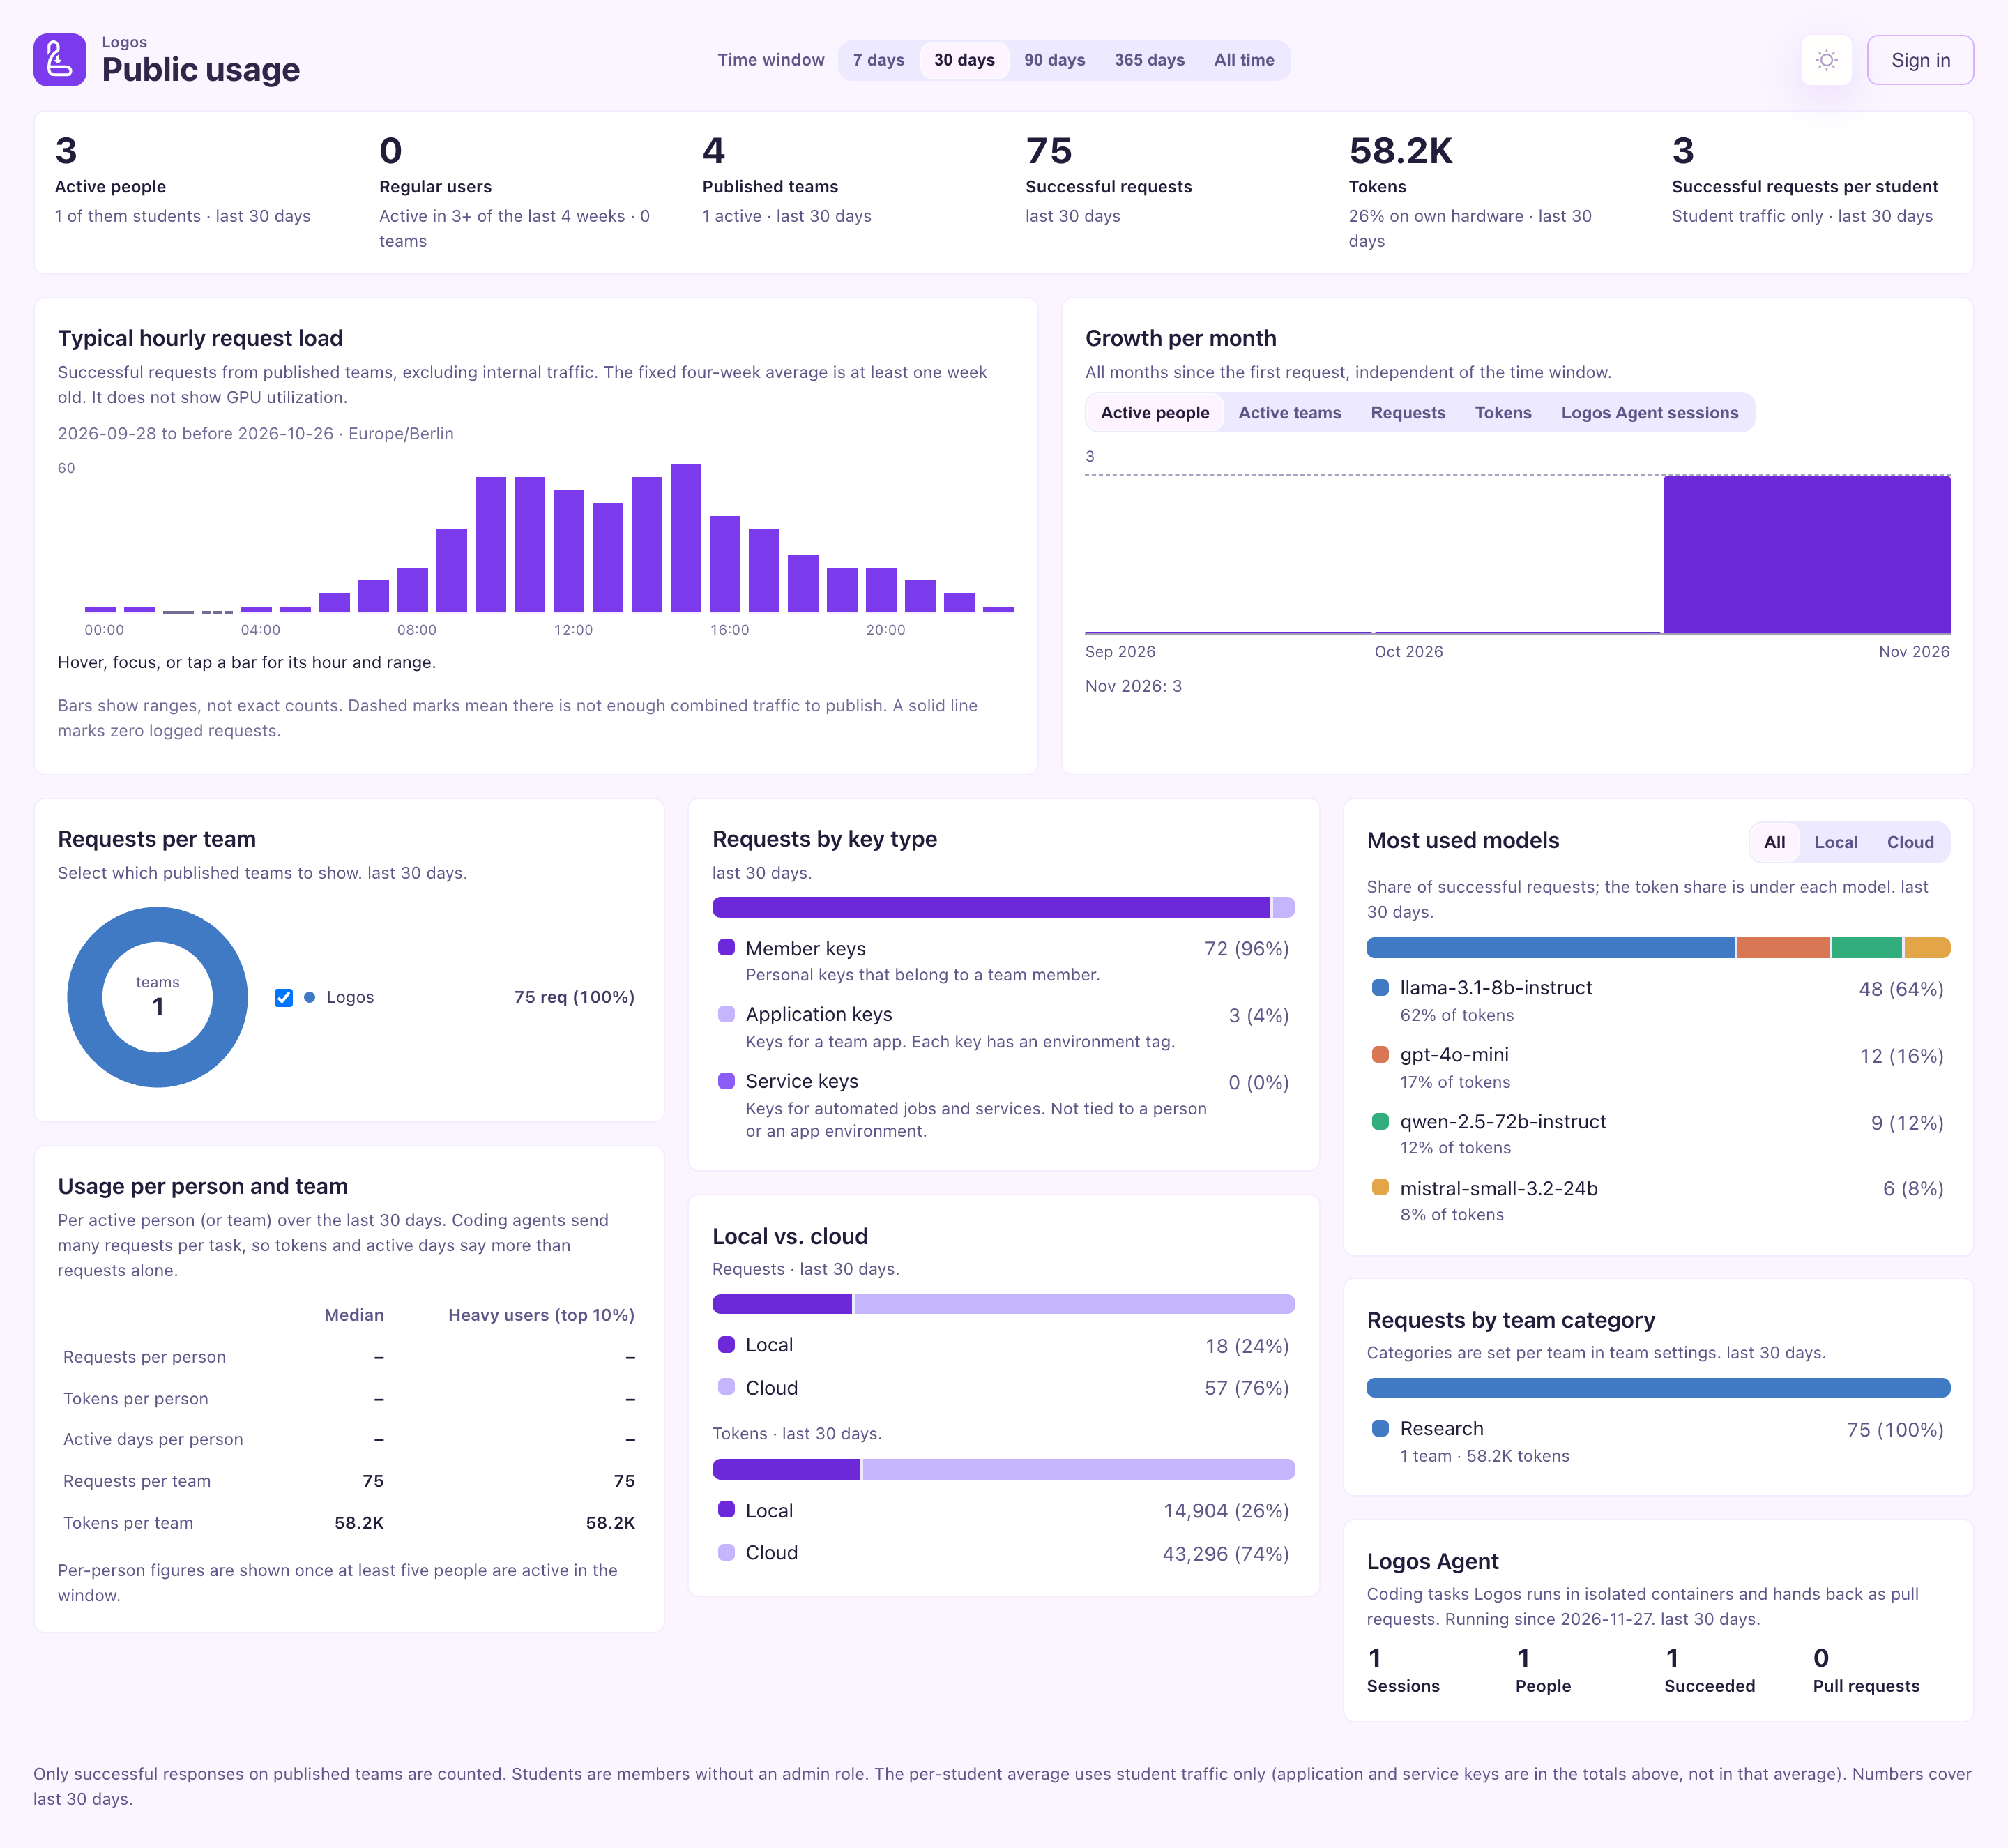 Logos
Public usage
Time window
7 days
30 days
90 days
365 days
All time
Sign in
3
Active people
1 of them students · last 30 days
0
Regular users
Active in 3+ of the last 4 weeks · 0
teams
4
Published teams
1 active · last 30 days
75
Successful requests
last 30 days
58.2K
Tokens
26% on own hardware · last 30
days
3
Successful requests per student
Student traffic only · last 30 days
Typical hourly request load
Successful requests from published teams, excluding internal traffic. The fixed four-week average is at least one week
old. It does not show GPU utilization.
2026-09-28 to before 2026-10-26 · Europe/Berlin
60
00:00
04:00
08:00
12:00
16:00
20:00
Hover, focus, or tap a bar for its hour and range.
Bars show ranges, not exact counts. Dashed marks mean there is not enough combined traffic to publish. A solid line
marks zero logged requests.
Growth per month
All months since the first request, independent of the time window.
Active people
Active teams
Requests
Tokens
Logos Agent sessions
3
Sep 2026
Oct 2026
Nov 2026
Nov 2026: 3
Requests per team
Select which published teams to show. last 30 days.
teams
1
Logos
75 req (100%)
Usage per person and team
Per active person (or team) over the last 30 days. Coding agents send
many requests per task, so tokens and active days say more than
requests alone.
Median Heavy users (top 10%)
Requests per person – –
Tokens per person – –
Active days per person – –
Requests per team 75 75
Tokens per team 58.2K 58.2K
Per-person figures are shown once at least five people are active in the
window.
Requests by key type
last 30 days.
Member keys 72 (96%)
Personal keys that belong to a team member.
Application keys 3 (4%)
Keys for a team app. Each key has an environment tag.
Service keys 0 (0%)
Keys for automated jobs and services. Not tied to a person
or an app environment.
Local vs. cloud
Requests · last 30 days.
Local 18 (24%)
Cloud 57 (76%)
Tokens · last 30 days.
Local 14,904 (26%)
Cloud 43,296 (74%)
Most used models
All
Local
Cloud
Share of successful requests; the token share is under each model. last
30 days.
llama-3.1-8b-instruct 48 (64%)
62% of tokens
gpt-4o-mini 12 (16%)
17% of tokens
qwen-2.5-72b-instruct 9 (12%)
12% of tokens
mistral-small-3.2-24b 6 (8%)
8% of tokens
Requests by team category
Categories are set per team in team settings. last 30 days.
Research 75 (100%)
1 team · 58.2K tokens
Logos Agent
Coding tasks Logos runs in isolated containers and hands back as pull
requests. Running since 2026-11-27. last 30 days.
1
Sessions
1
People
1
Succeeded
0
Pull requests
Only successful responses on published teams are counted. Students are members without an admin role. The per-student average uses student traffic only (application and service keys are in the totals above, not in that average). Numbers cover
last 30 days.